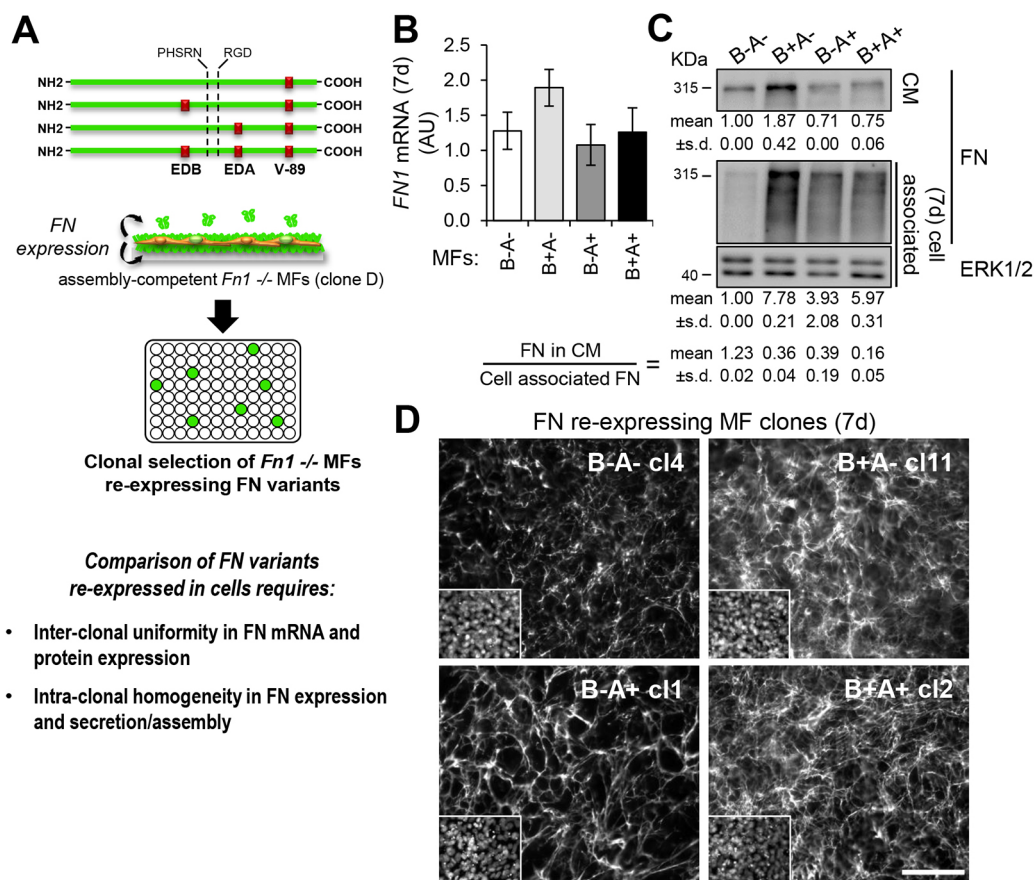 A
PHSRN
RGD
NH2
COOH
NH2
COOH
NH2
COOH
NH2
COOH
EDB
EDA
V-89
FN
expression
assembly-competent Fn1 -/- MFs (clone D)
Clonal selection of Fn1 -/- MFs
re-expressing FN variants
Comparison of FN variants
re-expressed in cells requires:
• Inter-clonal uniformity in FN mRNA and
protein expression
• Intra-clonal homogeneity in FN expression
and secretion/assembly
B
FN1 mRNA (7d)
(AU)
2.5
2.0
1.5
1.0
0.5
0.0
MFs:
B-A-
B+A-
B-A+
B+A+
C
KDa
B-A-
B+A-
B-A+
B+A+
315
CM
mean 1.00 1.87 0.71 0.75
±s.d. 0.42 0.00 0.06
315
(7d) cell
associated
FN
40
ERK1/2
mean 1.00 7.78 3.93 5.97
±s.d. 0.00 0.21 2.08 0.31
FN in CM
Cell associated FN
=
mean 1.23 0.36 0.39 0.16
±s.d. 0.02 0.04 0.19 0.05
D
FN re-expressing MF clones (7d)
B-A- cl4
B+A- cl11
B-A+ cl1
B+A+ cl2